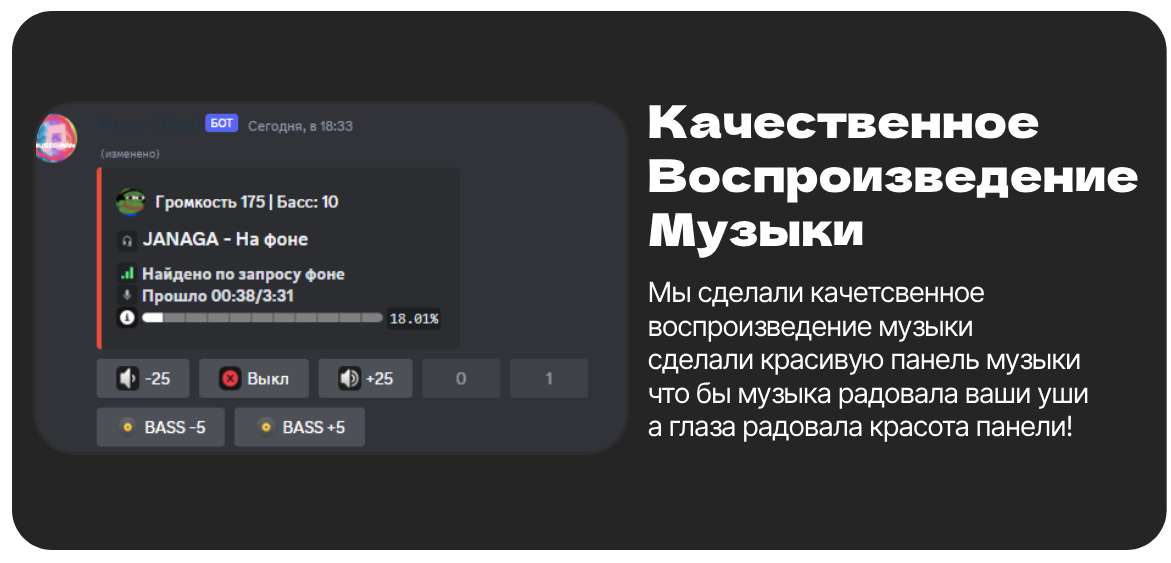 БОТ Сегодня, в 18:33
(изменено)
Громкость 175 | Басс: 10
JANAGA - На фоне
Найдено по запросу фоне
Прошло 00:38/3:31
18.01%
-25 Выкл +25 0 1
BASS -5 BASS +5
Качественное
Воспроизведение
Музыки
Мы сделали качетсвенное
воспроизведение музыки
сделали красивую панель музыки
что бы музыка радовала ваши уши
а глаза радовала красота панели!